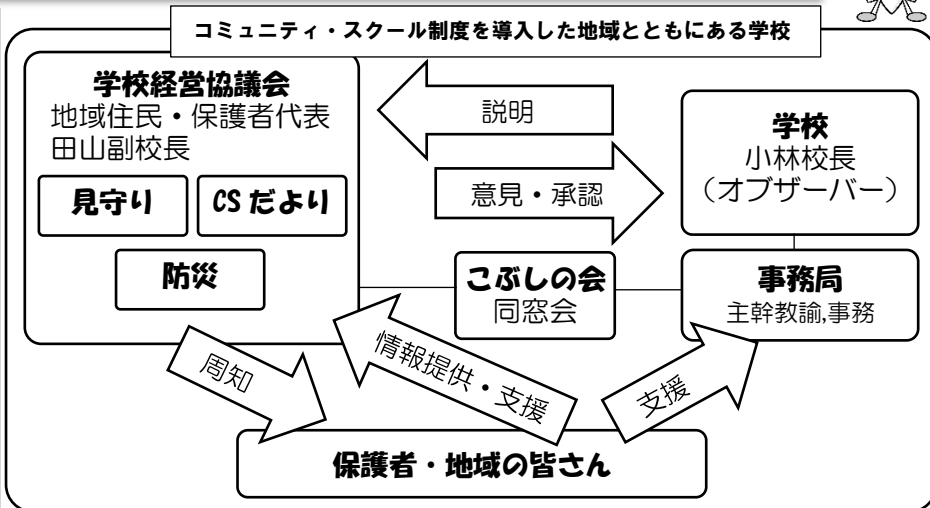 コミュニティ・スクール制度を導入した地域とともにある学校
学校経営協議会
地域住民・保護者代表
田山副校長
見守り
CSだより
防災
説明
意見・承認
学校
小林校長
(オブザーバー)
こぶしの会
同窓会
事務局
主幹教諭,事務
周知
情報提供・支援
支援
保護者・地域の皆さん